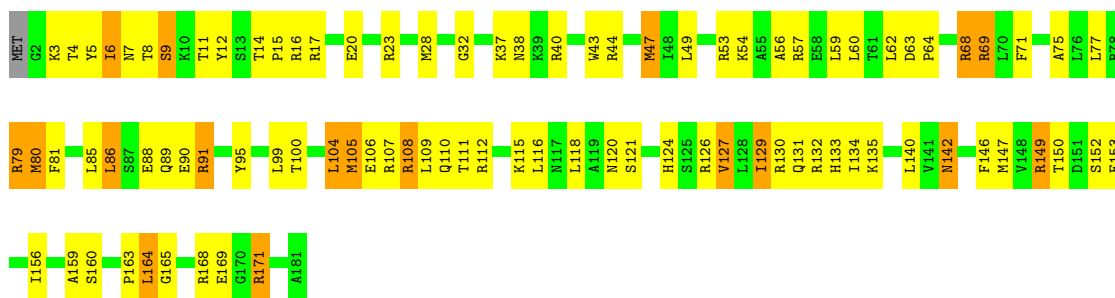 MET G2 K3 T4 Y5 I6 N7 T8 S9 K10 T11 Y12 S13 T14 P15 R16 R17 E20 R23 M28 G32 K37 N38 K39 R40 W43 R44 M47 I48 L49 R53 K54 A55 A56 R57 E58 L59 L60 T61 L62 D63 P64 R68 R69 L70 F71 A75 L76 L77
R79 M80 F81 L85 L86 S87 E88 Q89 E90 R91 Y95 L99 T100 L104 M105 E106 R107 R108 L109 Q110 T111 R112 K115 L116 N117 L118 A119 N120 S121 H124 S125 R126 V127 L128 I129 R130 Q131 R132 H133 I134 K135 L140 V141 N142 F146 M147 V148 R149 T150 D151 S152
I156 A159 S160 P163 L164 G165 R168 E169 G170 R171 A181